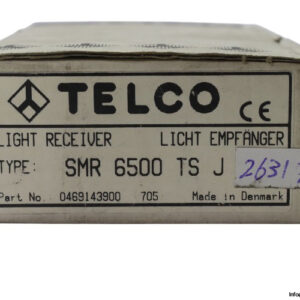 TELCO CE
LIGHT RECEIVER LICHT EMPFÄNGER
TYPE: SMR 6500 TS J
2631
Part No. 0469143900 705 Made in Denmark